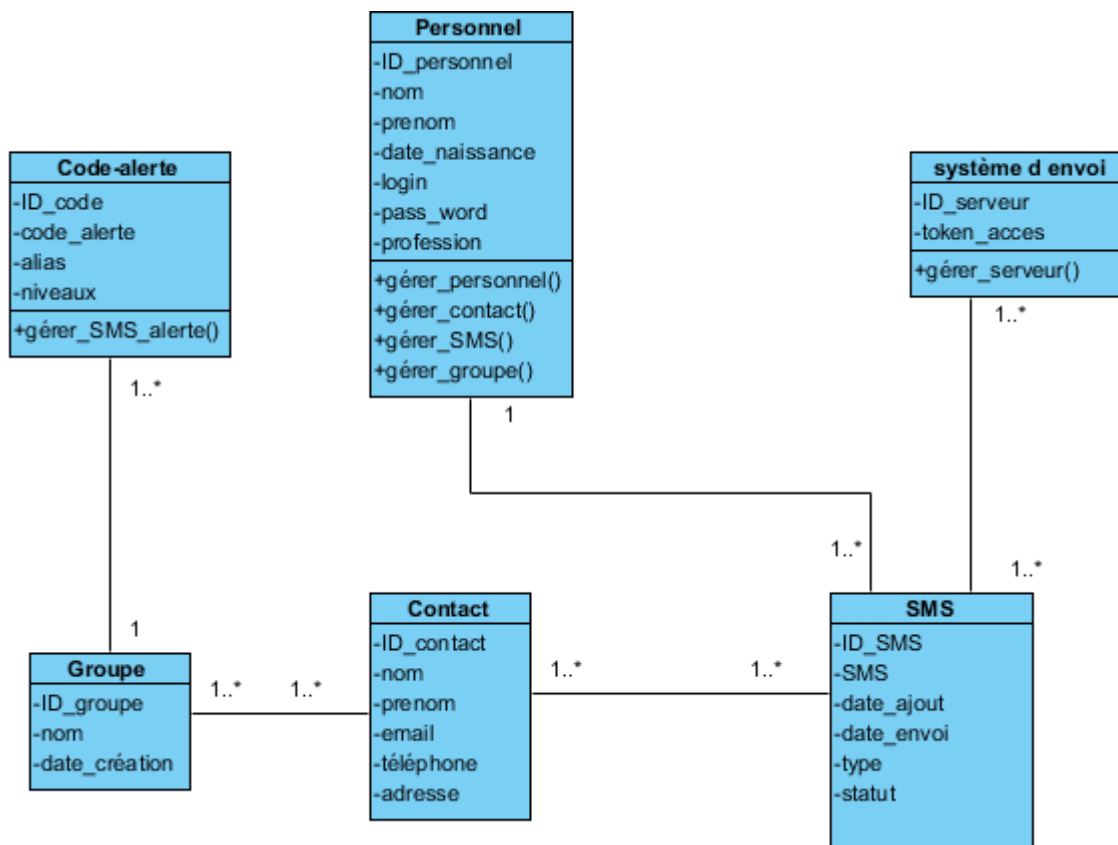 Personnel
-ID_personnel
-nom
-prenom
-date_naissance
-login
-pass_word
-profession
+gérer_personnel()
+gérer_contact()
+gérer_SMS()
+gérer_groupe()
1
Code-alerte
-ID_code
-code_alerte
-alias
-niveaux
+gérer_SMS_alerte()
1..*
système d envoi
-ID_serveur
-token_acces
+gérer_serveur()
1..*
1..*
1..*
1
Groupe
-ID_groupe
-nom
-date_création
1..*
1..*
Contact
-ID_contact
-nom
-prenom
-email
-téléphone
-adresse
1..*
1..*
SMS
-ID_SMS
-SMS
-date_ajout
-date_envoi
-type
-statut